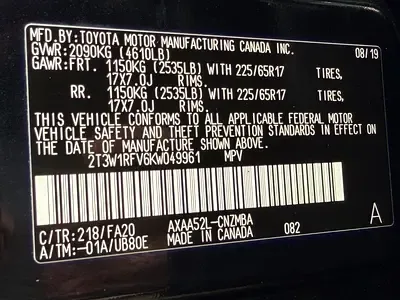 MFD.BY:TOYOTA MOTOR MANUFACTURING CANADA INC.
GVWR:2090KG (4610LB) 08/19
GAWR:FRT. 1150KG (2535LB) WITH 225/65R17 TIRES,
17X7.0J RIMS.
RR. 1150KG (2535LB) WITH 225/65R17 TIRES,
17X7.0J RIMS.
THIS VEHICLE CONFORMS TO ALL APPLICABLE FEDERAL MOTOR
VEHICLE SAFETY AND THEFT PREVENTION STANDARDS IN EFFECT ON
THE DATE OF MANUFACTURE SHOWN ABOVE.
2T3W1RFV6KW049961 MPV
C/TR:218/FA20 AXAA52L-CNZMBA A
A/TM:-01A/UB80E MADE IN CANADA 082